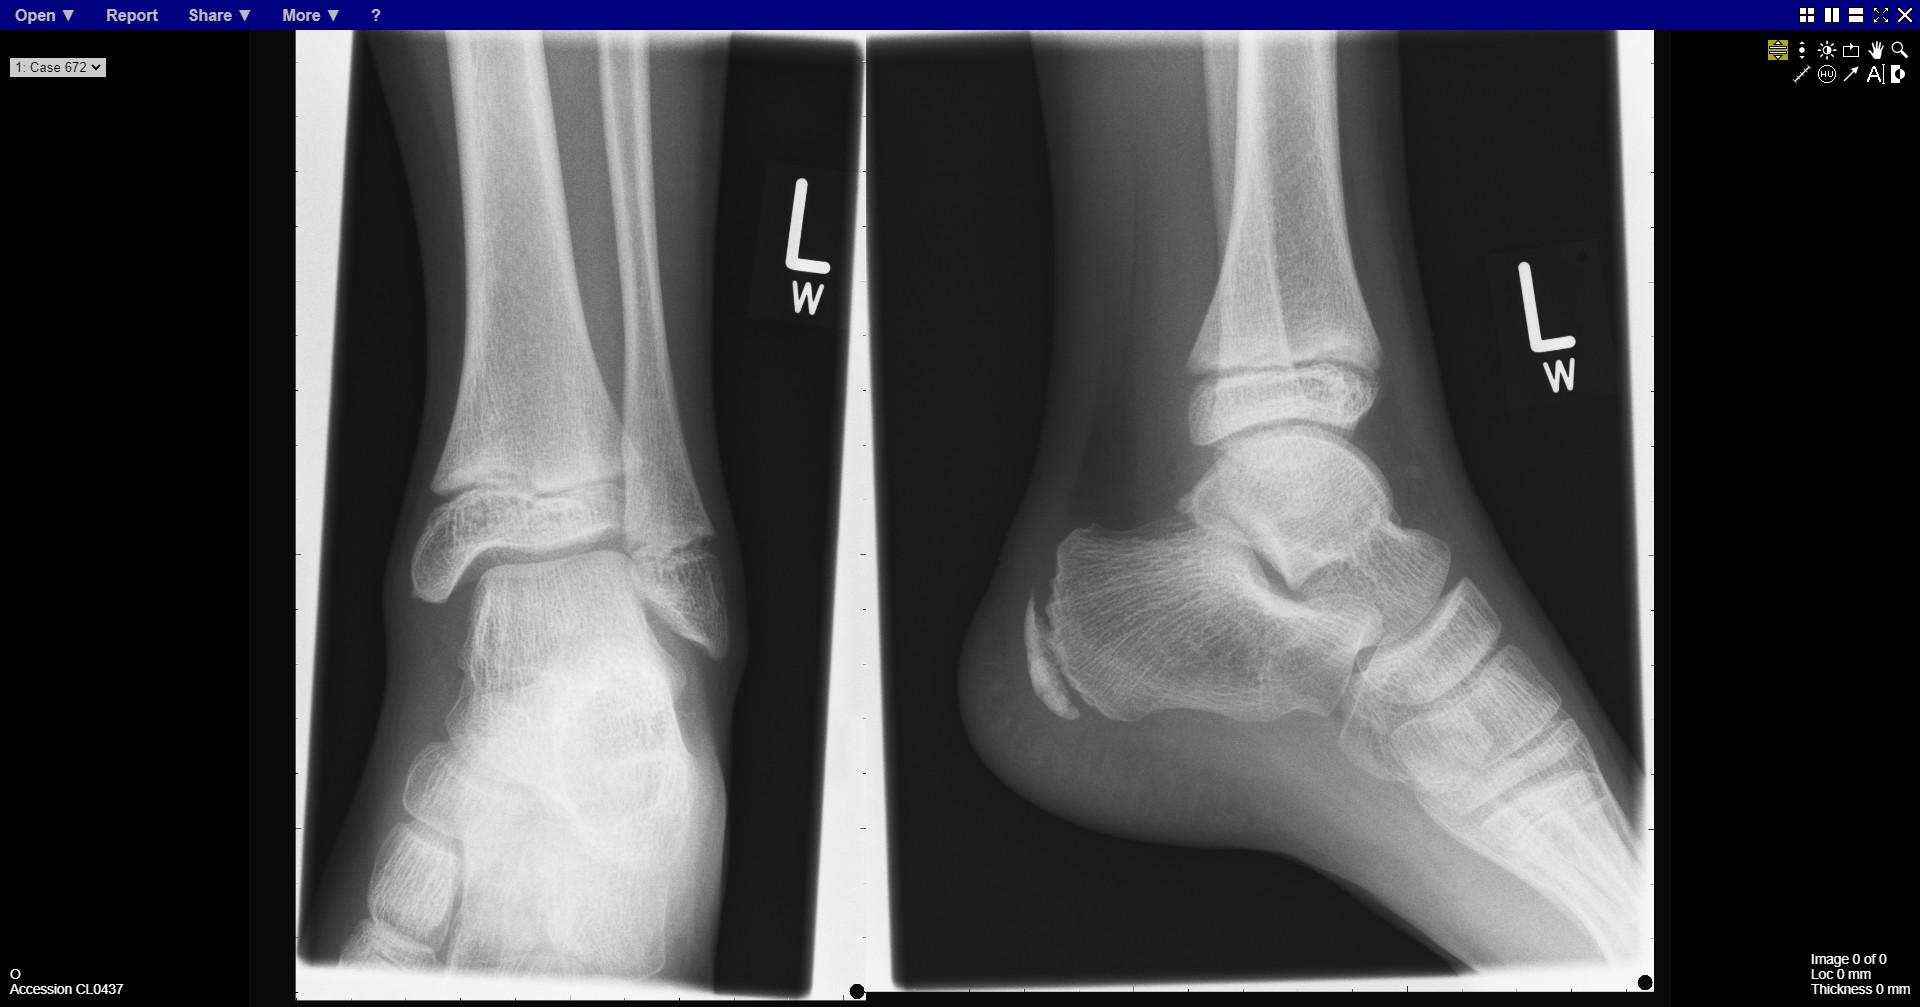 Open ▼ Report Share ▼ More ▼ ?
1: Case 672
HU
A
L
W
L
W
O
Accession CL0437
Image 0 of 0
Loc 0 mm
Thickness 0 mm